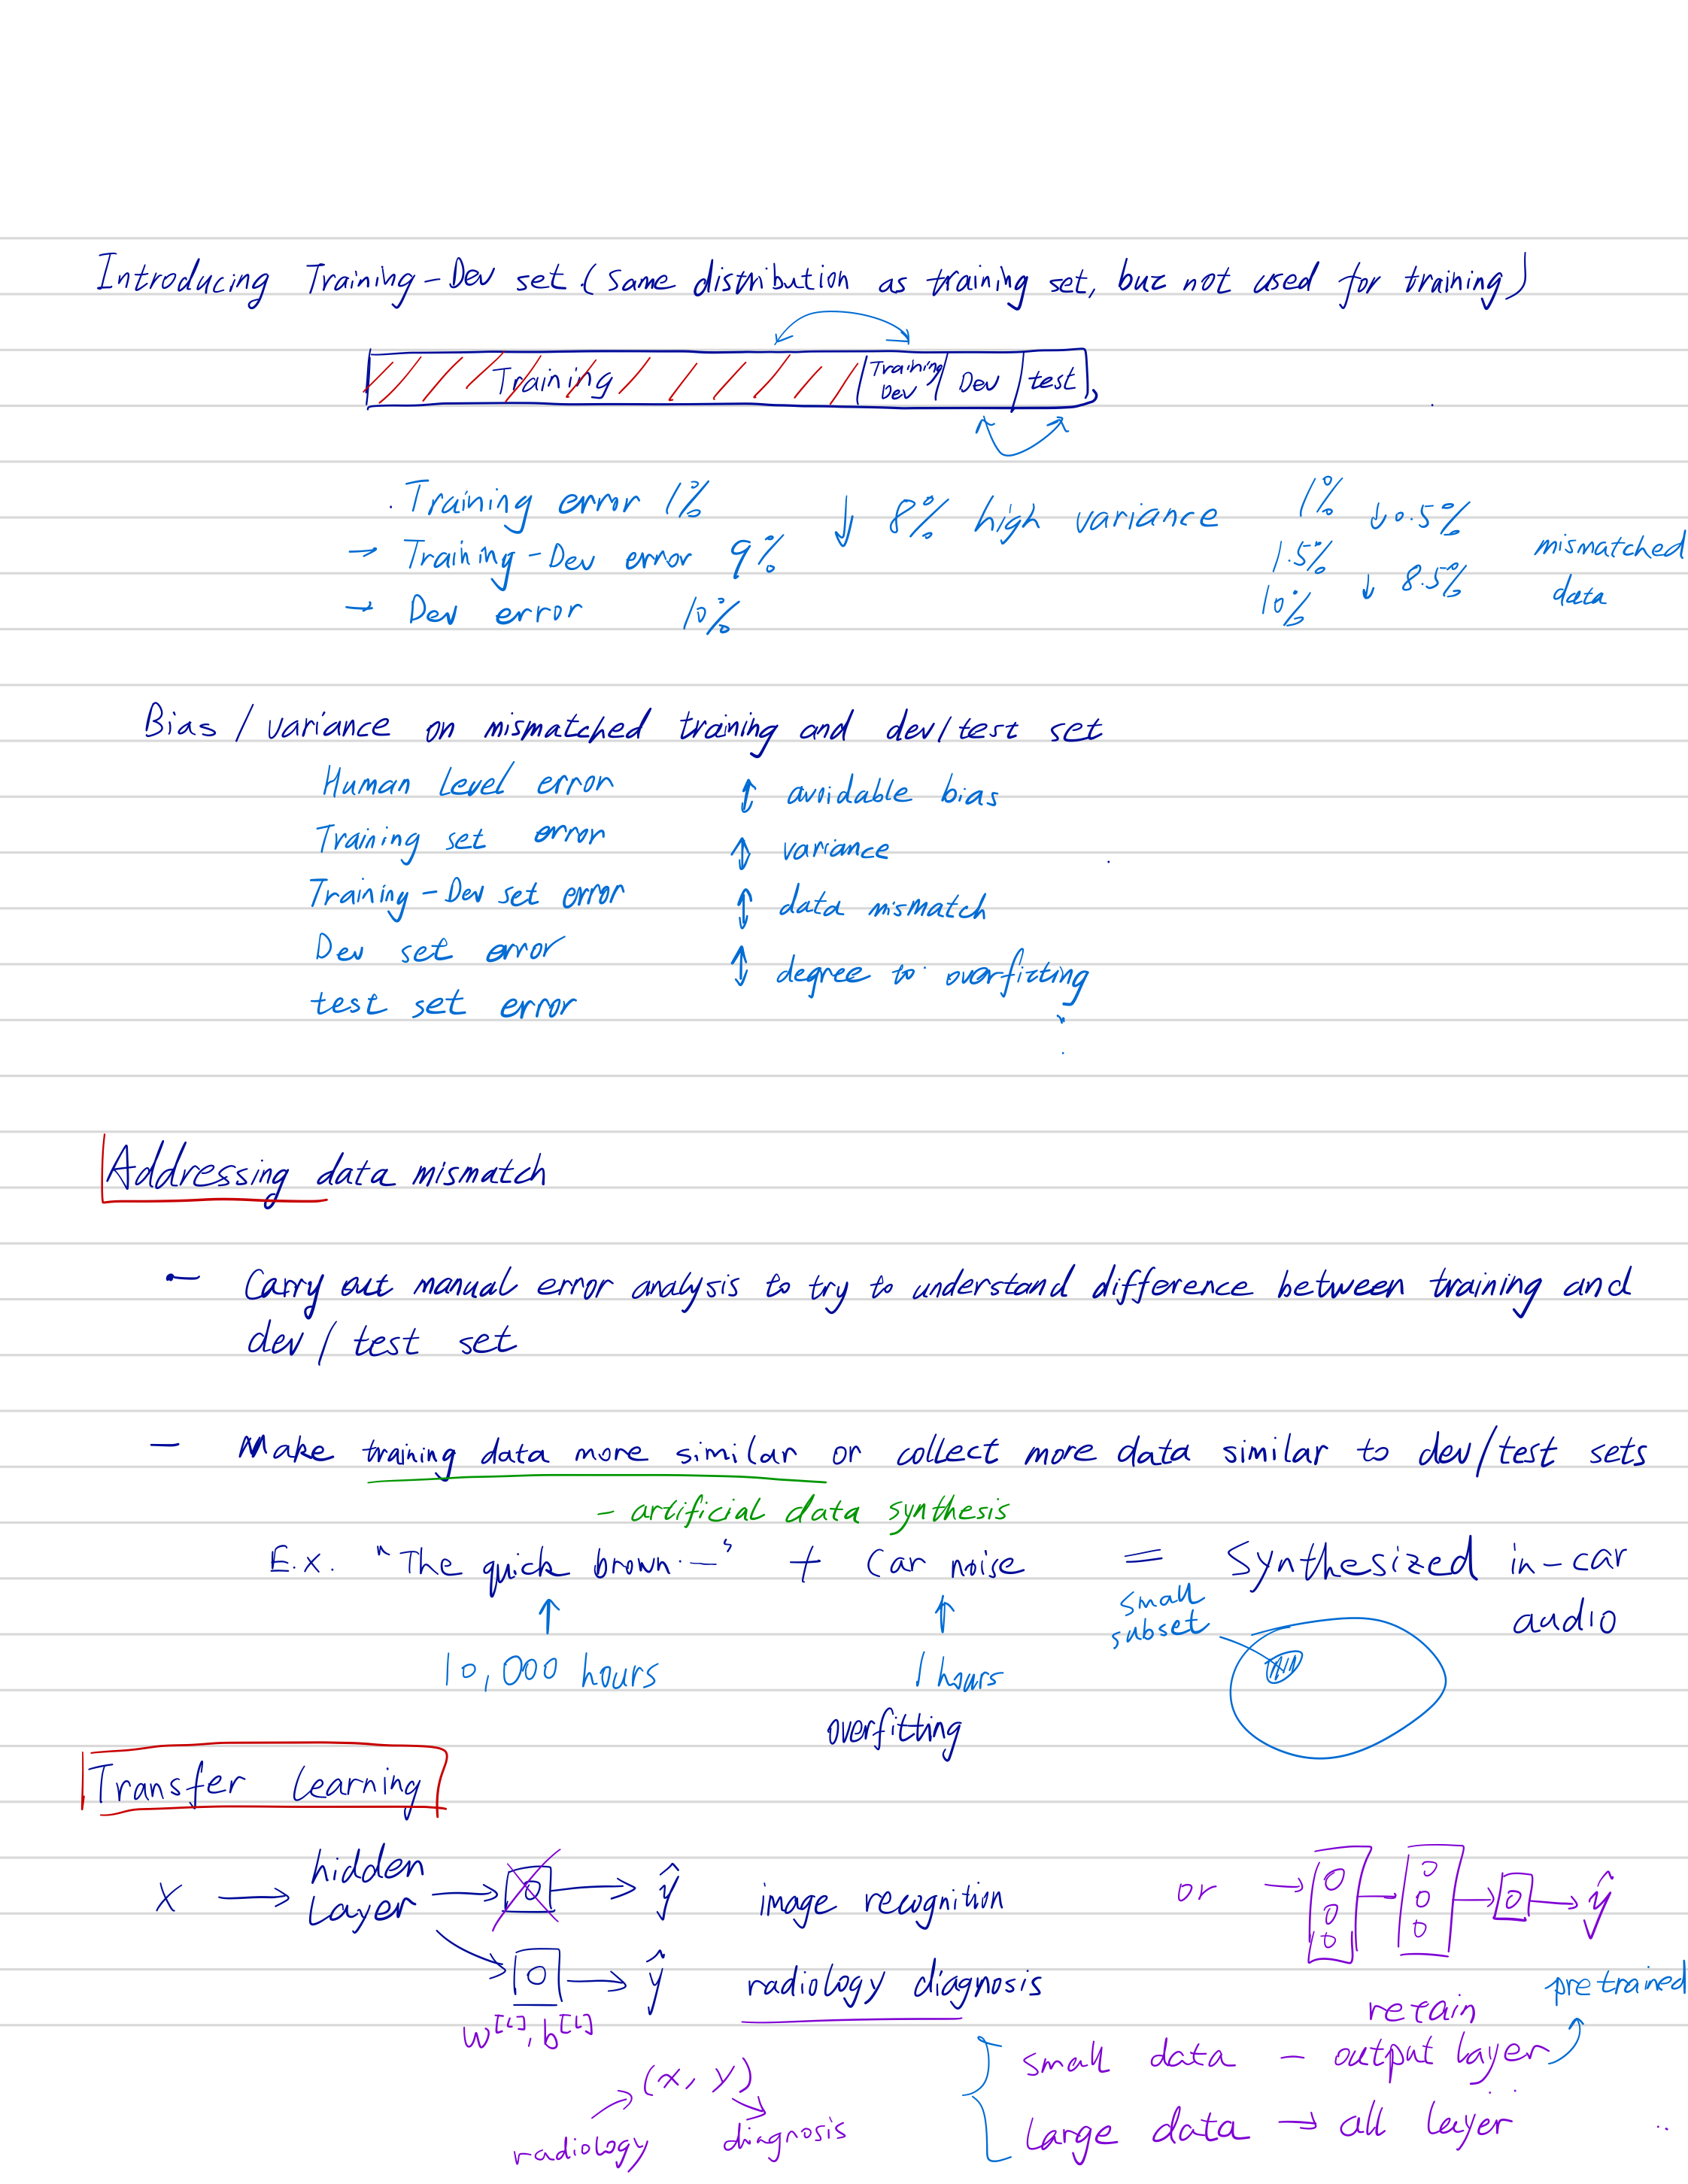 Introducing Training-Dev set (same distribution as training set, but not used for training)
Training Training Dev Dev test
Training error 1% ↓ 8% high variance 1% ↓0.5%
→ Training-Dev error 9% 1.5% ↓ 8.5% mismatched data
→ Dev error 10% 10%
Bias / variance on mismatched training and dev/test set
Human level error ↕ avoidable bias
Training set error ↕ variance
Training-Dev set error ↕ data mismatch
Dev set error ↕ degree to overfitting
test set error
Addressing data mismatch
- Carry out manual error analysis to try to understand difference between training and
dev / test set
- Make training data more similar or collect more data similar to dev/test sets
- artificial data synthesis
E.x. "The quick brown.—" + Car noise = Synthesized in-car
audio
small
subset
10,000 hours 1 hours
overfitting
Transfer learning
hidden
X → Layer → O → ŷ image recognition or → → ŷ
O → ŷ radiology diagnosis
pretrained
w[L], b[L] retain
small data - output layer
(x, y)
Large data → all layer
radiology diagnosis